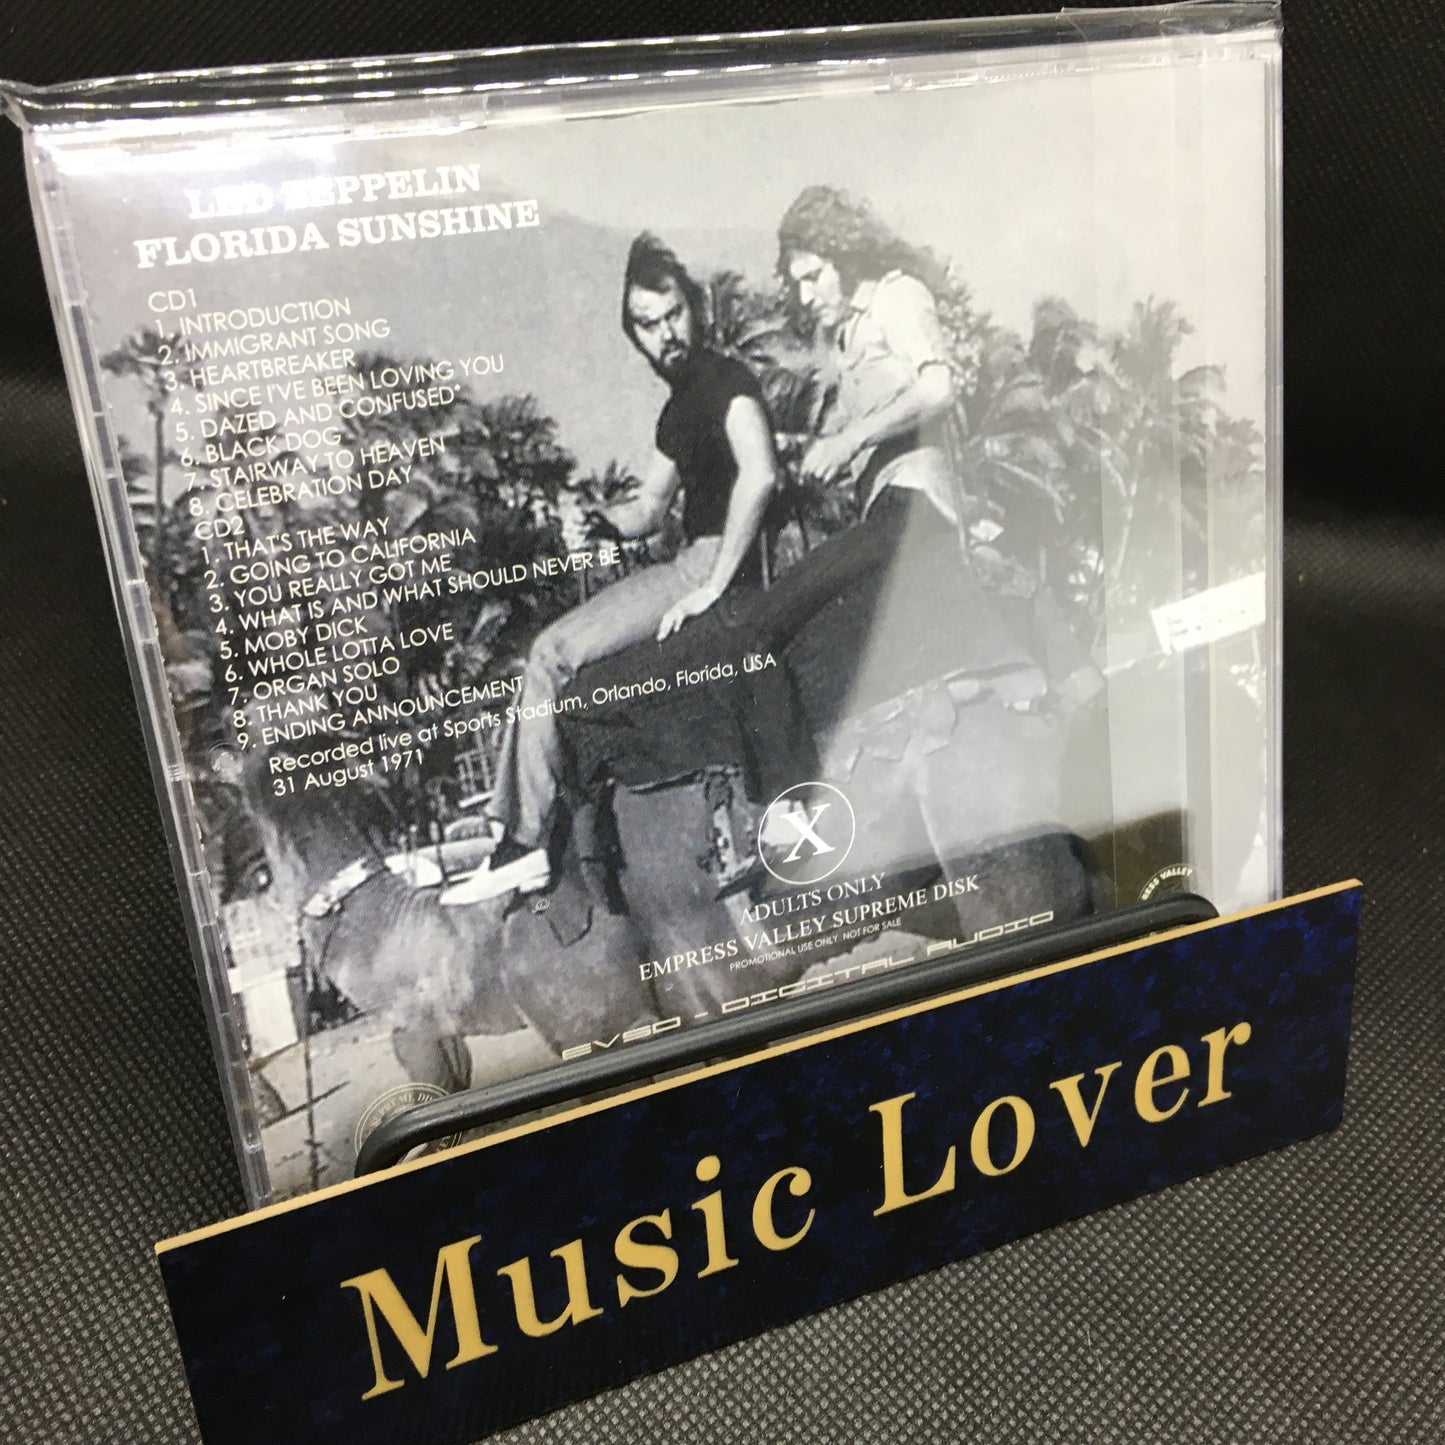 LED ZEPPELIN
FLORIDA SUNSHINE
CD1
1. INTRODUCTION
2. IMMIGRANT SONG
3. HEARTBREAKER
4. SINCE I'VE BEEN LOVING YOU
5. DAZED AND CONFUSED*
6. BLACK DOG
7. STAIRWAY TO HEAVEN
8. CELEBRATION DAY
CD2
1. THAT'S THE WAY
2. GOING TO CALIFORNIA
3. YOU REALLY GOT ME
4. WHAT IS AND WHAT SHOULD NEVER BE
5. MOBY DICK
6. WHOLE LOTTA LOVE
7. ORGAN SOLO
8. THANK YOU
9. ENDING ANNOUNCEMENT
Recorded live at Sports Stadium, Orlando, Florida, USA
31 August 1971
X
ADULTS ONLY
EMPRESS VALLEY SUPREME DISK
PROMOTIONAL USE ONLY NOT FOR SALE
EVSD - DIGITAL AUDIO
Music Lover